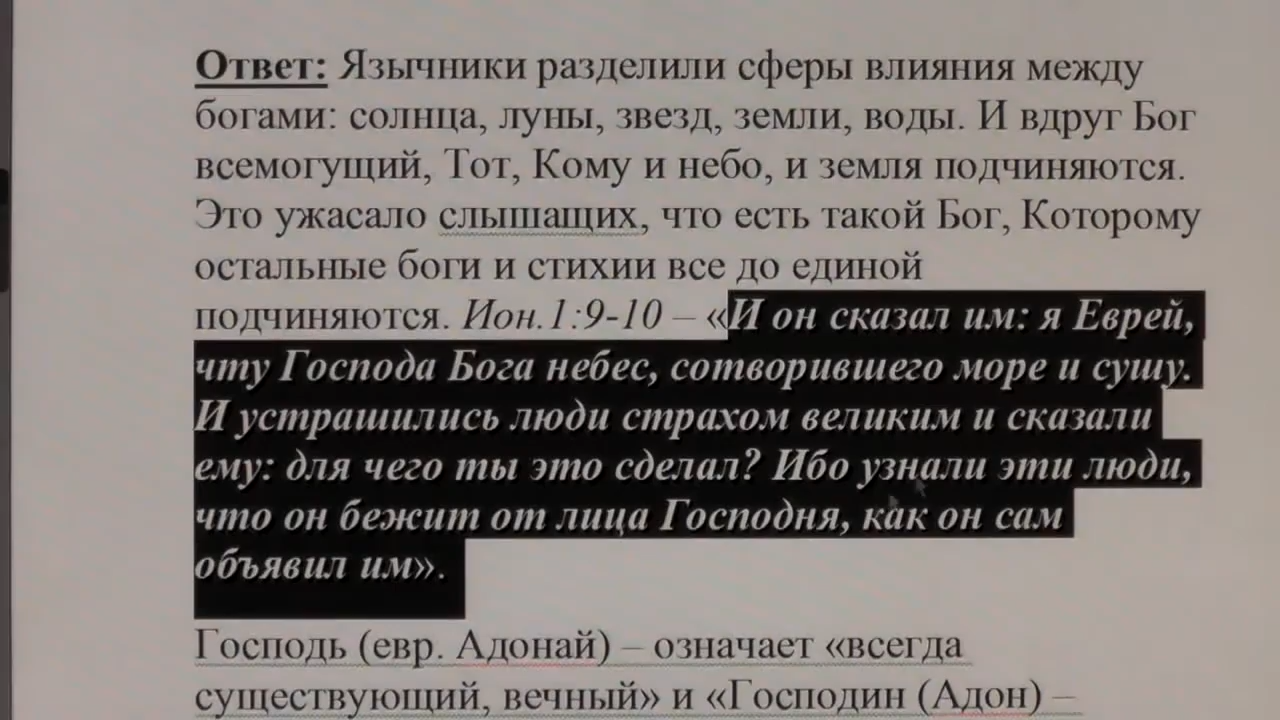 Ответ: Язычники разделили сферы влияния между
богами: солнца, луны, звезд, земли, воды. И вдруг Бог
всемогущий, Тот, Кому и небо, и земля подчиняются.
Это ужасало слышащих, что есть такой Бог, Которому
остальные боги и стихии все до единой
подчиняются. Ион.1:9-10 – «И он сказал им: я Еврей,
чту Господа Бога небес, сотворившего море и сушу.
И устрашились люди страхом великим и сказали
ему: для чего ты это сделал? Ибо узнали эти люди,
что он бежит от лица Господня, как он сам
объявил им».
Господь (евр. Адонай) – означает «всегда
существующий, вечный» и «Господин (Адон) –